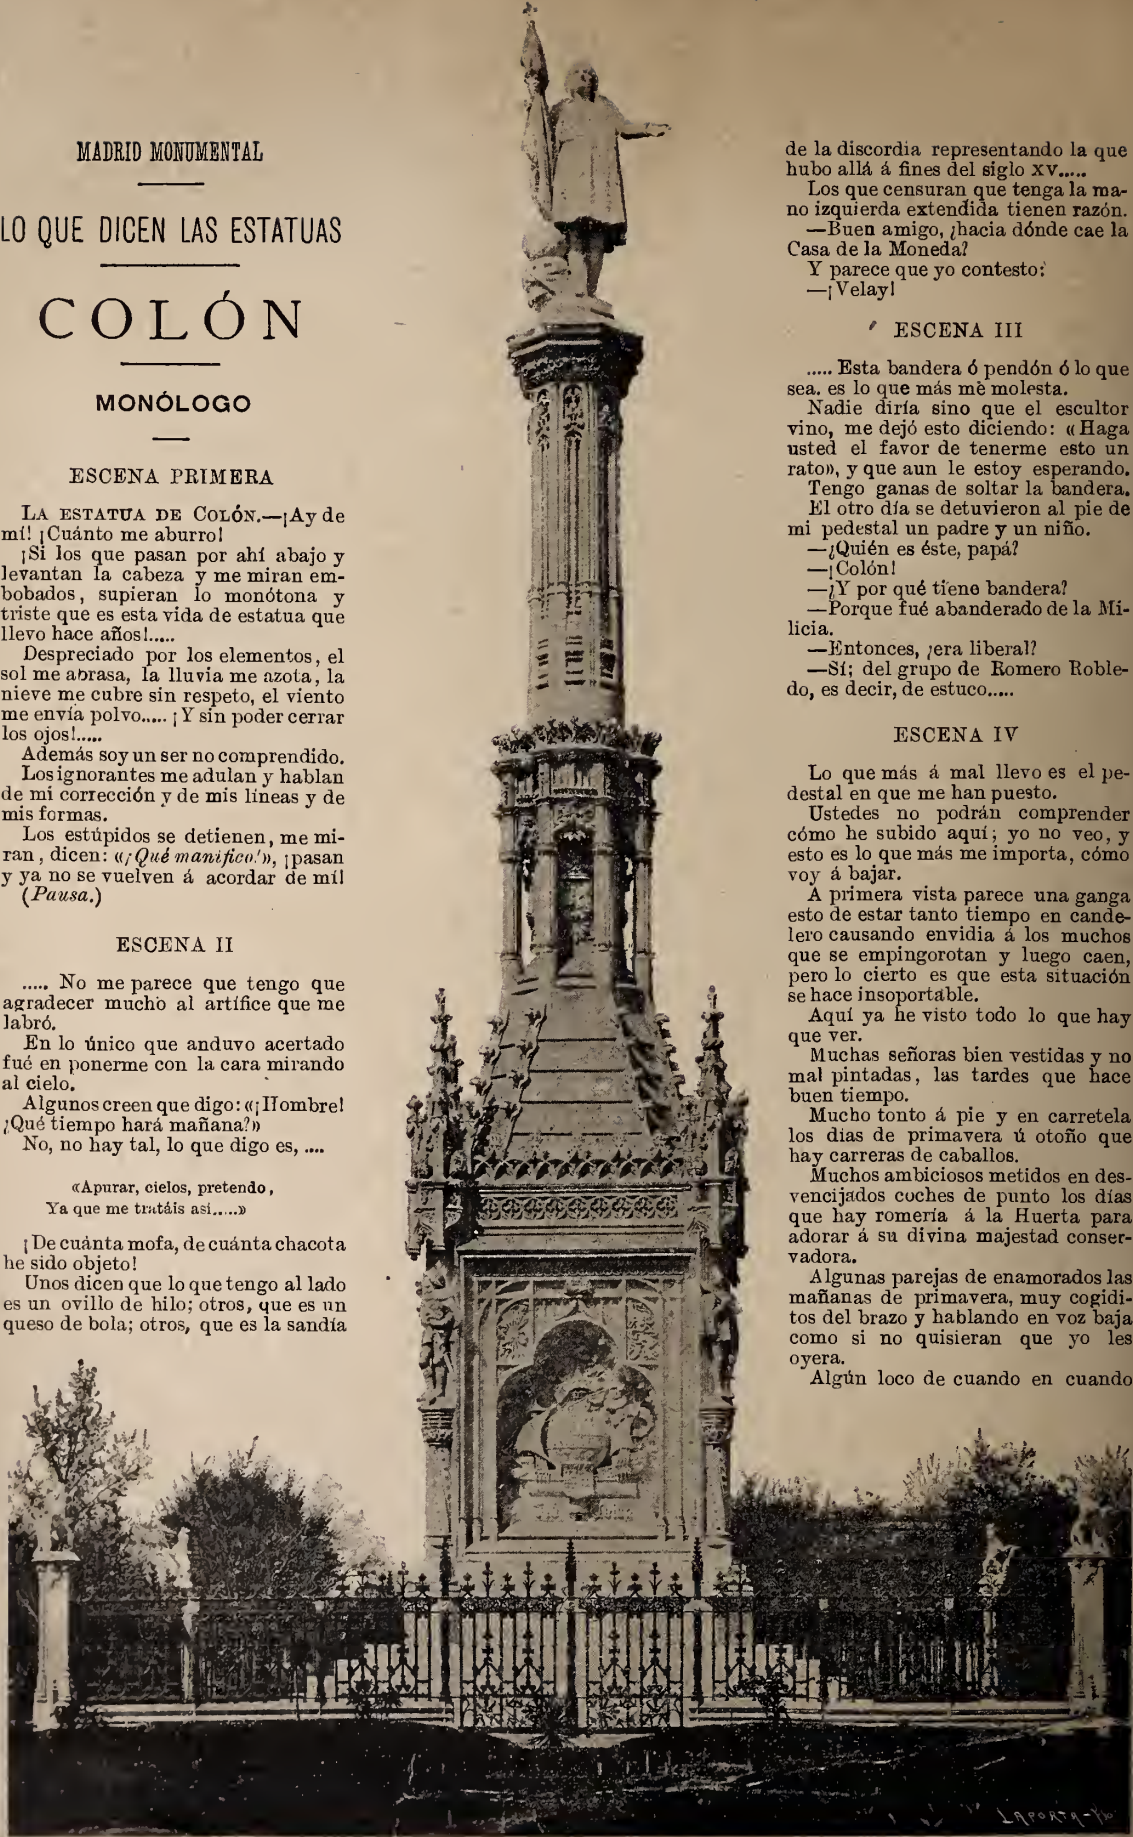 MADRID MONUMENTAL
LO QUE DICEN LAS ESTATUAS
COLÓN
MONÓLOGO
ESCENA PRIMERA
LA ESTATUA DE COLÓN.—¡Ay de
mí! ¡Cuánto me aburro!
¡Si los que pasan por ahí abajo y
levantan la cabeza y me miran em-
bobados, supieran lo monótona y
triste que es esta vida de estatua que
llevo hace años!.....
Despreciado por los elementos, el
sol me abrasa, la lluvia me azota, la
nieve me cubre sin respeto, el viento
me envía polvo..... ¡Y sin poder cerrar
los ojos!.....
Además soy un ser no comprendido.
Los ignorantes me adulan y hablan
de mi corrección y de mis líneas y de
mis formas.
Los estúpidos se detienen, me mi-
ran, dicen: «¡Qué manífico!», ¡pasan
y ya no se vuelven á acordar de mí!
(Pausa.)
ESCENA II
..... No me parece que tengo que
agradecer mucho al artífice que me
labró.
En lo único que anduvo acertado
fué en ponerme con la cara mirando
al cielo.
Algunos creen que digo: «¡Hombre!
¿Qué tiempo hará mañana?»
No, no hay tal, lo que digo es, ....
«Apurar, cielos, pretendo,
Ya que me tratáis así.....»
¡De cuánta mofa, de cuánta chacota
he sido objeto!
Unos dicen que lo que tengo al lado
es un ovillo de hilo; otros, que es un
queso de bola; otros, que es la sandía
de la discordia representando la que
hubo allá á fines del siglo XV.....
Los que censuran que tenga la ma-
no izquierda extendida tienen razón.
—Buen amigo, ¿hacia dónde cae la
Casa de la Moneda?
Y parece que yo contesto:
—¡Velay!
ESCENA III
..... Esta bandera ó pendón ó lo que
sea. es lo que más me molesta.
Nadie diría sino que el escultor
vino, me dejó esto diciendo: «Haga
usted el favor de tenerme esto un
rato», y que aun le estoy esperando.
Tengo ganas de soltar la bandera.
El otro día se detuvieron al pie de
mi pedestal un padre y un niño.
—¿Quién es éste, papá?
—¡Colón!
—¿Y por qué tiene bandera?
—Porque fué abanderado de la Mi-
licia.
—Entonces, ¿era liberal?
—Sí; del grupo de Romero Roble-
do, es decir, de estuco.....
ESCENA IV
Lo que más á mal llevo es el pe-
destal en que me han puesto.
Ustedes no podrán comprender
cómo he subido aquí; yo no veo, y
esto es lo que más me importa, cómo
voy á bajar.
A primera vista parece una ganga
esto de estar tanto tiempo en cande-
lero causando envidia á los muchos
que se empingorotan y luego caen,
pero lo cierto es que esta situación
se hace insoportable.
Aquí ya he visto todo lo que hay
que ver.
Muchas señoras bien vestidas y no
mal pintadas, las tardes que hace
buen tiempo.
Mucho tonto á pie y en carretela
los días de primavera ú otoño que
hay carreras de caballos.
Muchos ambiciosos metidos en des-
vencijados coches de punto los días
que hay romería á la Huerta para
adorar á su divina majestad conser-
vadora.
Algunas parejas de enamorados las
mañanas de primavera, muy cogidi-
tos del brazo y hablando en voz baja
como si no quisieran que yo les
oyera.
Algún loco de cuando en cuando
LAPORTA